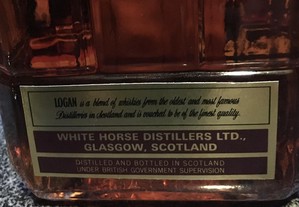 LOGAN is a blend of whiskies from the oldest and most famous
Distilleries in Scotland and is vouched to be of the finest quality.
WHITE HORSE DISTILLERS LTD.,
GLASGOW, SCOTLAND
DISTILLED AND BOTTLED IN SCOTLAND
UNDER BRITISH GOVERNMENT SUPERVISION